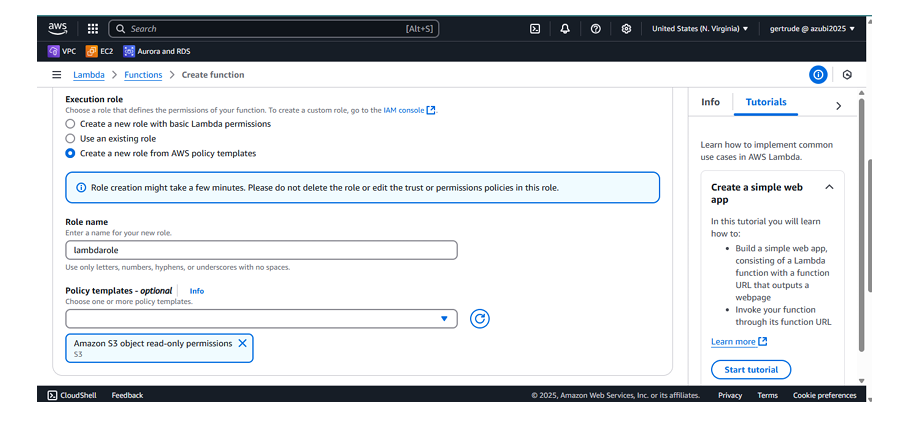 aws
Search
[Alt+S]
United States (N. Virginia) ▼
gertrude @ azubi2025 ▼
VPC
EC2
Aurora and RDS
Lambda > Functions > Create function
Execution role
Choose a role that defines the permissions of your function. To create a custom role, go to the IAM console.
Create a new role with basic Lambda permissions
Use an existing role
Create a new role from AWS policy templates
Role creation might take a few minutes. Please do not delete the role or edit the trust or permissions policies in this role.
Role name
Enter a name for your new role.
lambdarole
Use only letters, numbers, hyphens, or underscores with no spaces.
Policy templates - optional
Info
Choose one or more policy templates.
Amazon S3 object read-only permissions
S3
Info
Tutorials
Learn how to implement common
use cases in AWS Lambda.
Create a simple web
app
In this tutorial you will learn
how to:
• Build a simple web app,
consisting of a Lambda
function with a function
URL that outputs a
webpage
• Invoke your function
through its function URL
Learn more
Start tutorial
CloudShell
Feedback
© 2025, Amazon Web Services, Inc. or its affiliates.
Privacy
Terms
Cookie preferences